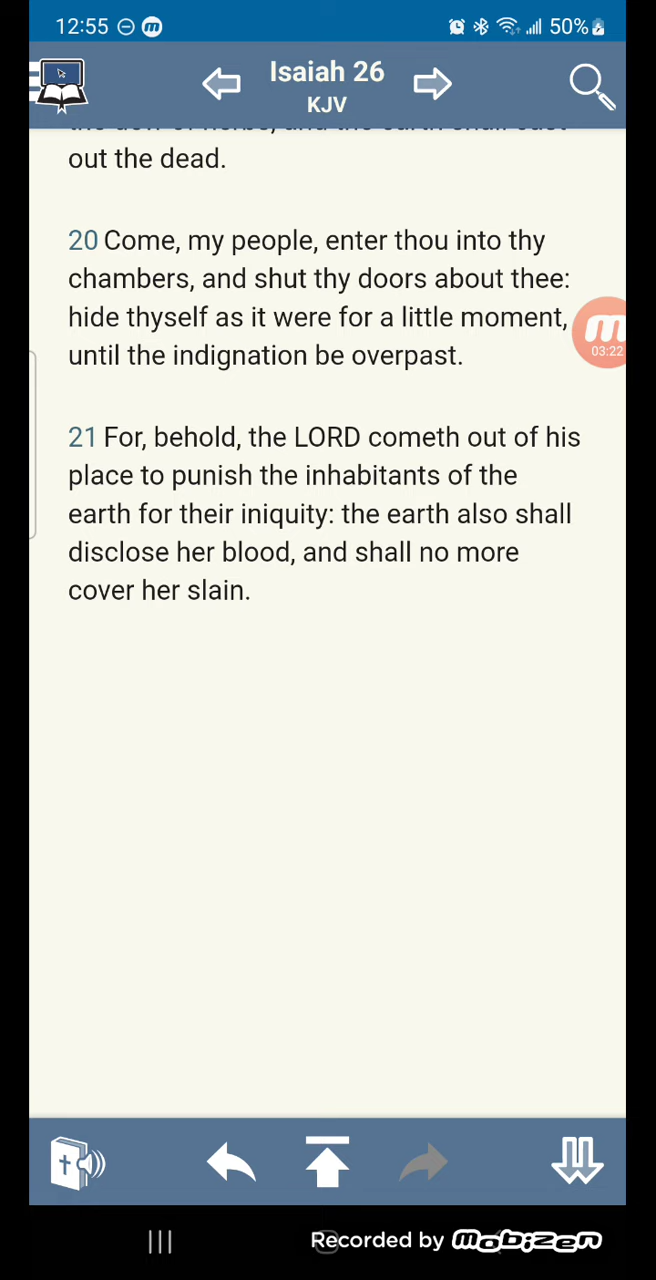 12:55
50%
Isaiah 26
KJV
out the dead.
20 Come, my people, enter thou into thy
chambers, and shut thy doors about thee:
hide thyself as it were for a little moment,
until the indignation be overpast.
03:22
21 For, behold, the LORD cometh out of his
place to punish the inhabitants of the
earth for their iniquity: the earth also shall
disclose her blood, and shall no more
cover her slain.
Recorded by mobizen